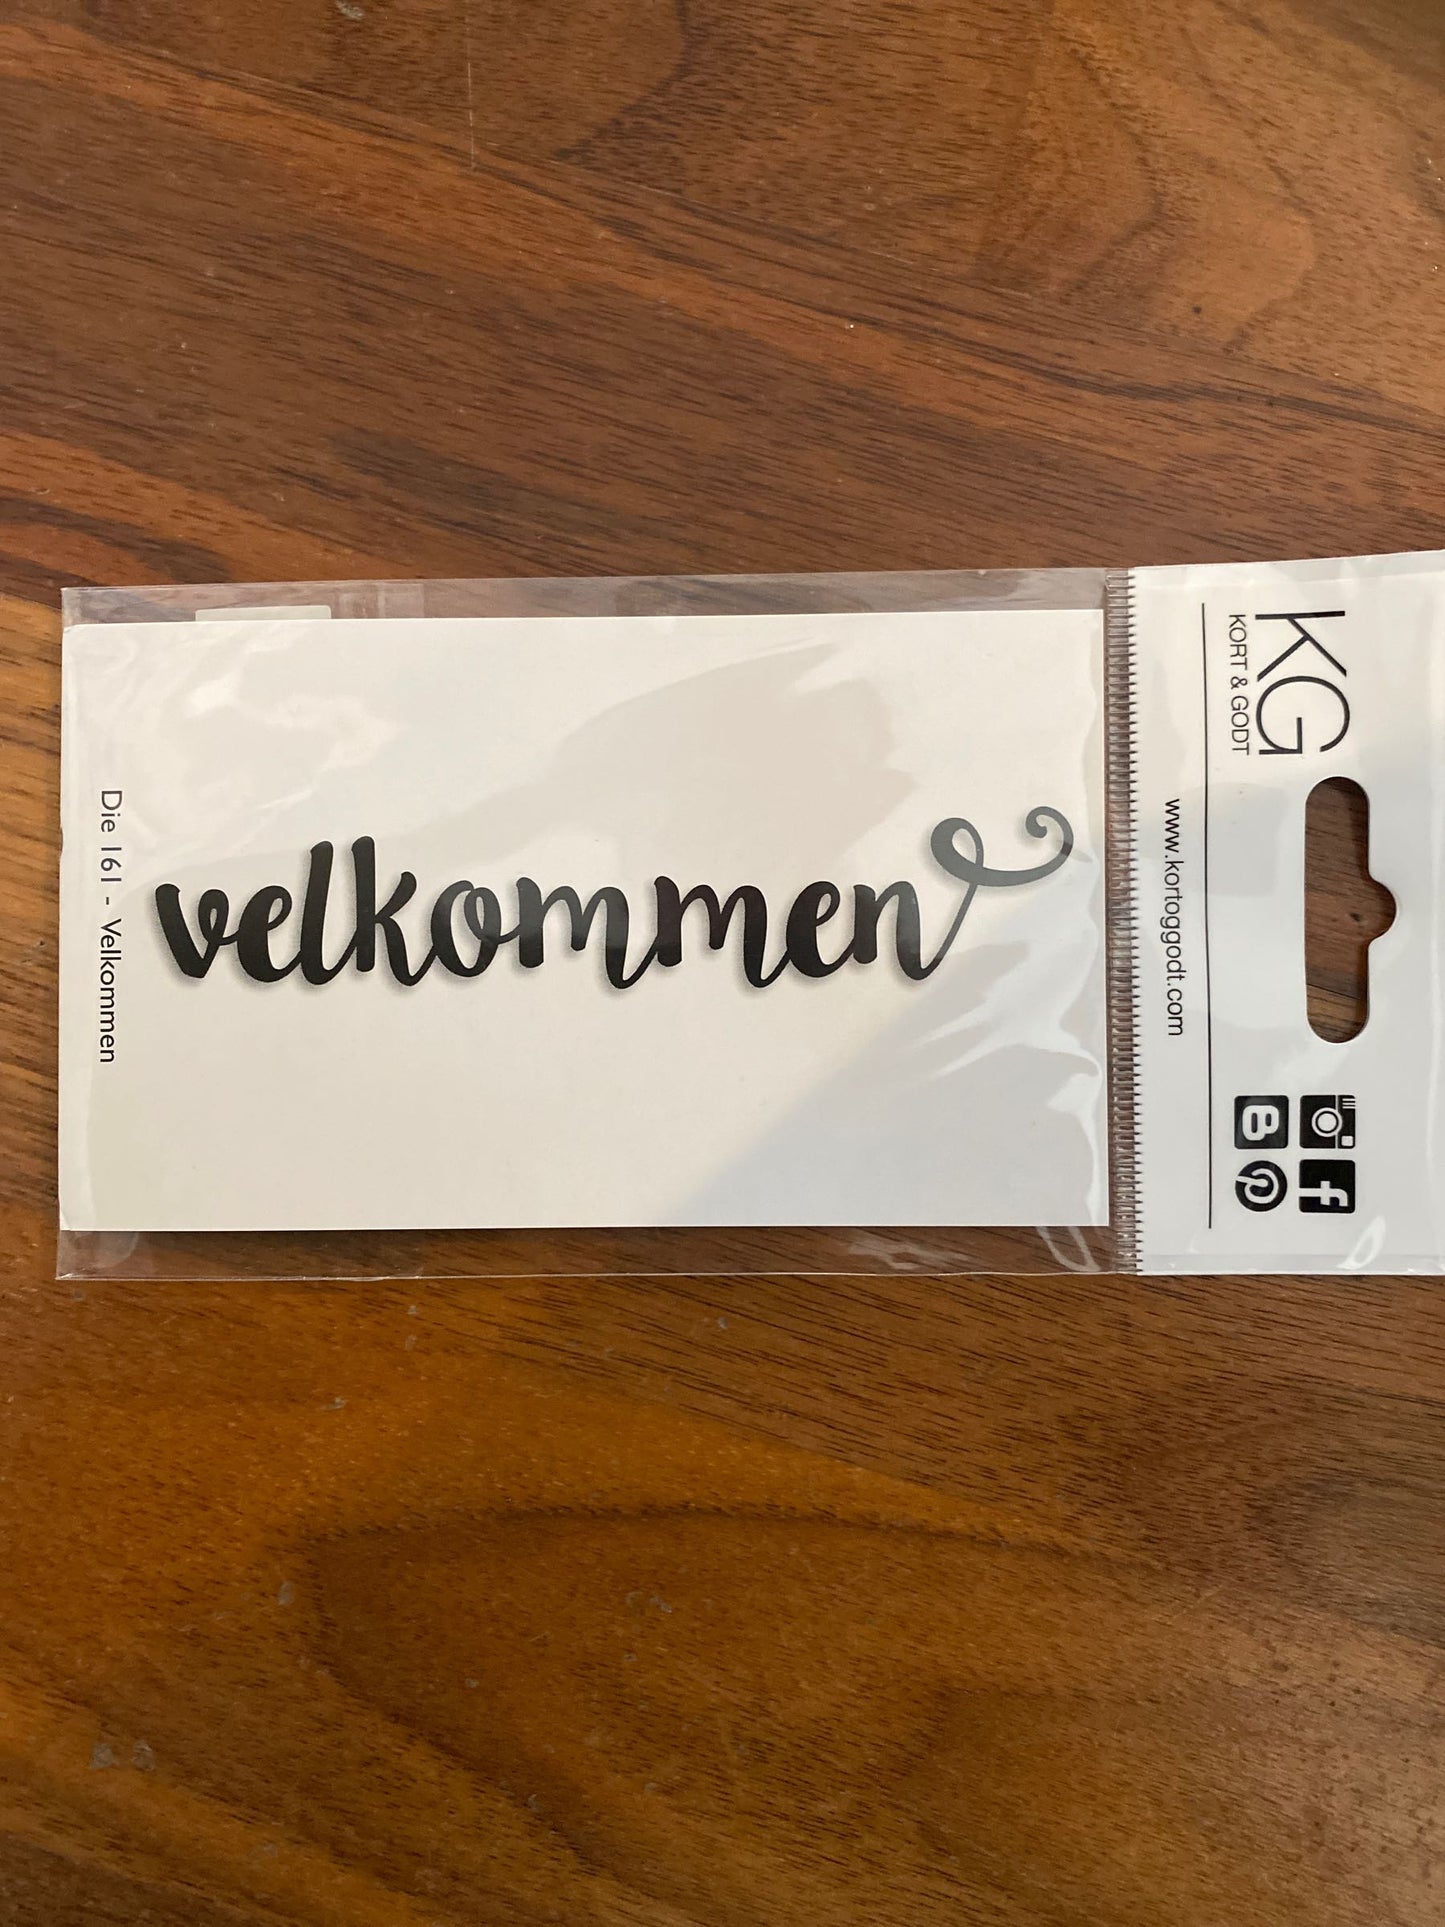 KG
KORT & GODT
www.kortoggodt.com
velkommen
Die 161 - Velkommen